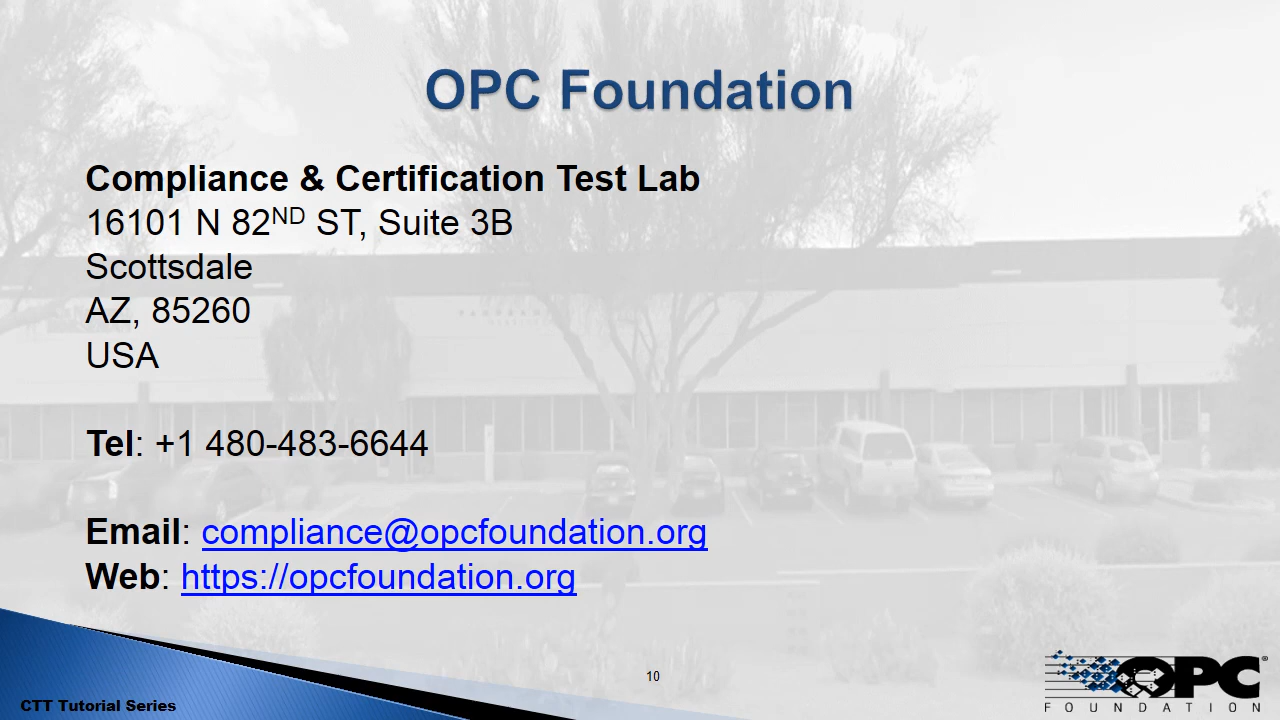 OPC Foundation
Compliance & Certification Test Lab
16101 N 82ND ST, Suite 3B
Scottsdale
AZ, 85260
USA
Tel: +1 480-483-6644
Email: compliance@opcfoundation.org
Web: https://opcfoundation.org
10
CTT Tutorial Series
OPC®
FOUNDATION